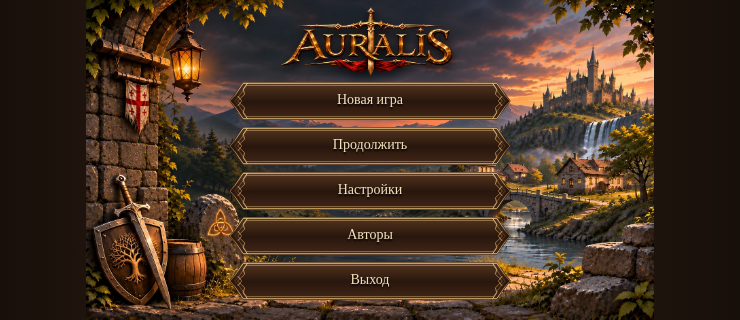 AURALIS
Новая игра
Продолжить
Настройки
Авторы
Выход